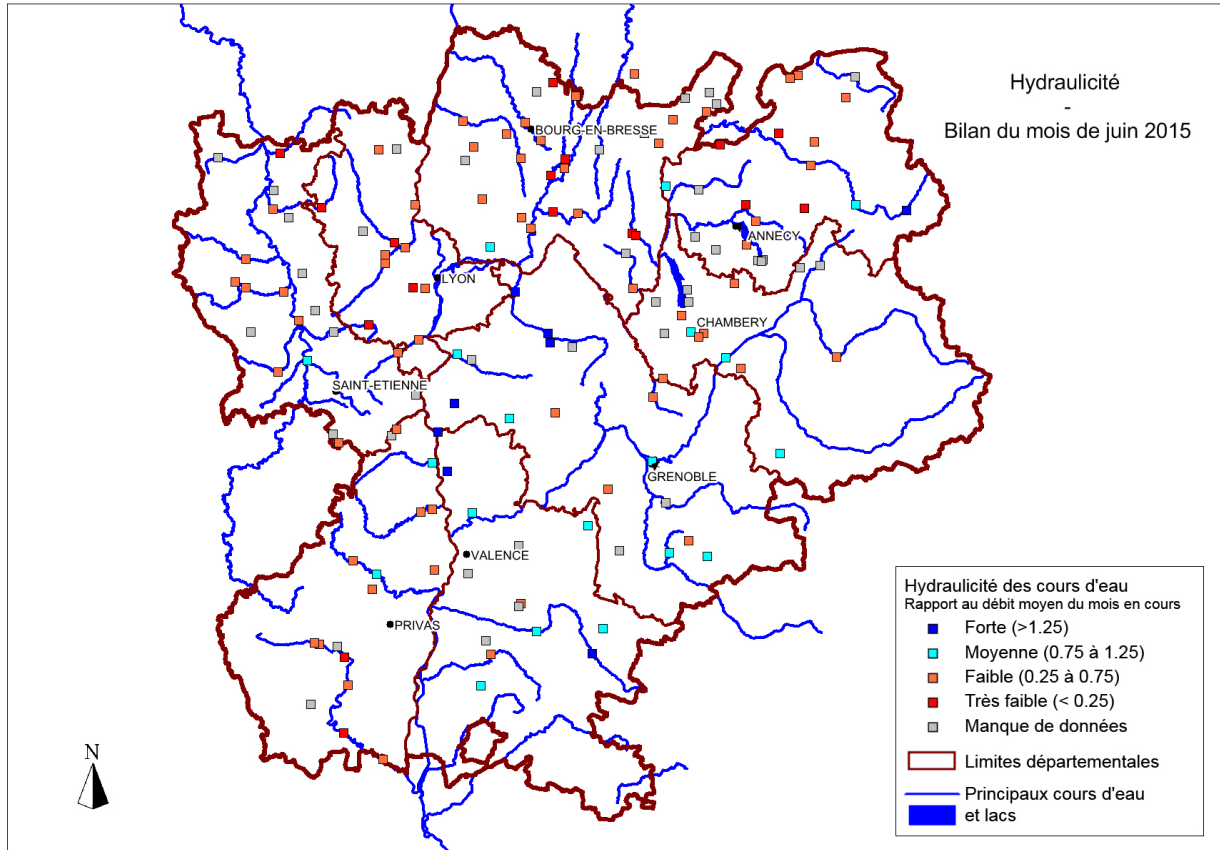 Hydraulicité
-
Bilan du mois de juin 2015
BOURG-EN-BRESSE
ANNECY
LYON
CHAMBERY
SAINT-ETIENNE
GRENOBLE
VALENCE
PRIVAS
N
Hydraulicité des cours d'eau
Rapport au débit moyen du mois en cours
Forte (>1.25)
Moyenne (0.75 à 1.25)
Faible (0.25 à 0.75)
Très faible (< 0.25)
Manque de données
Limites départementales
Principaux cours d'eau
et lacs